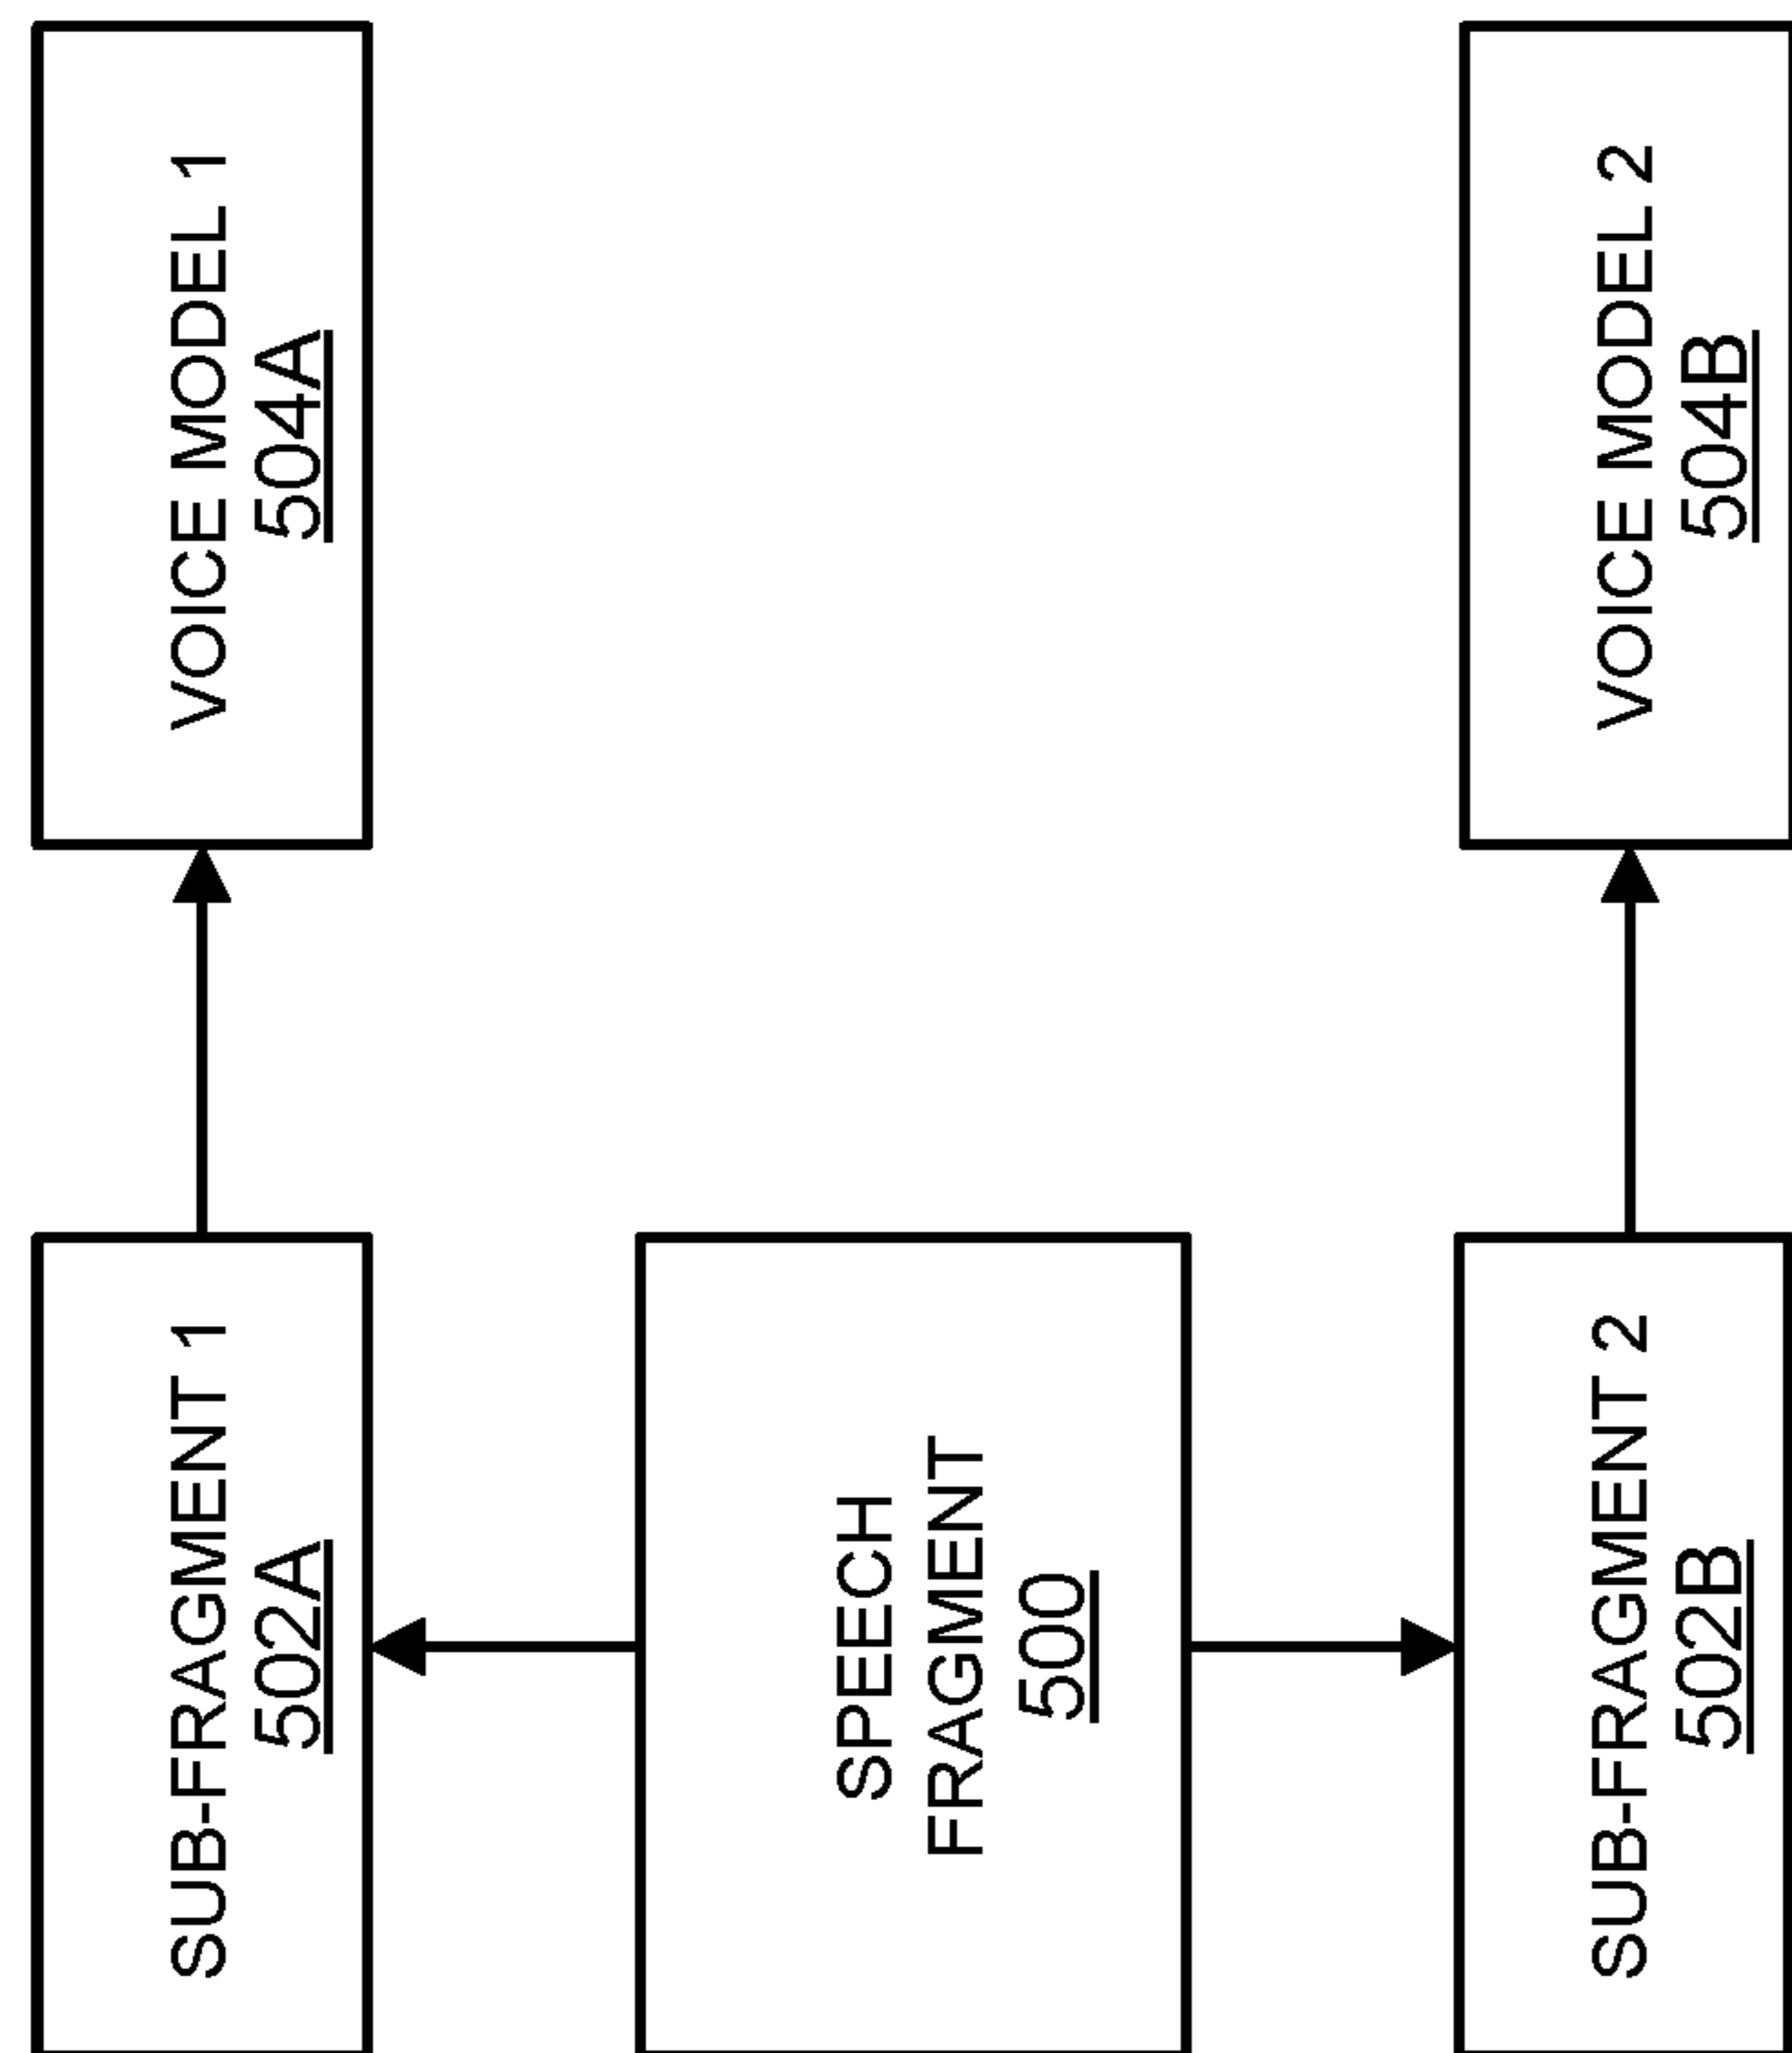 SUB-FRAGMENT 1
502A
VOICE MODEL 1
504A
SPEECH
FRAGMENT
500
SUB-FRAGMENT 2
502B
VOICE MODEL 2
504B